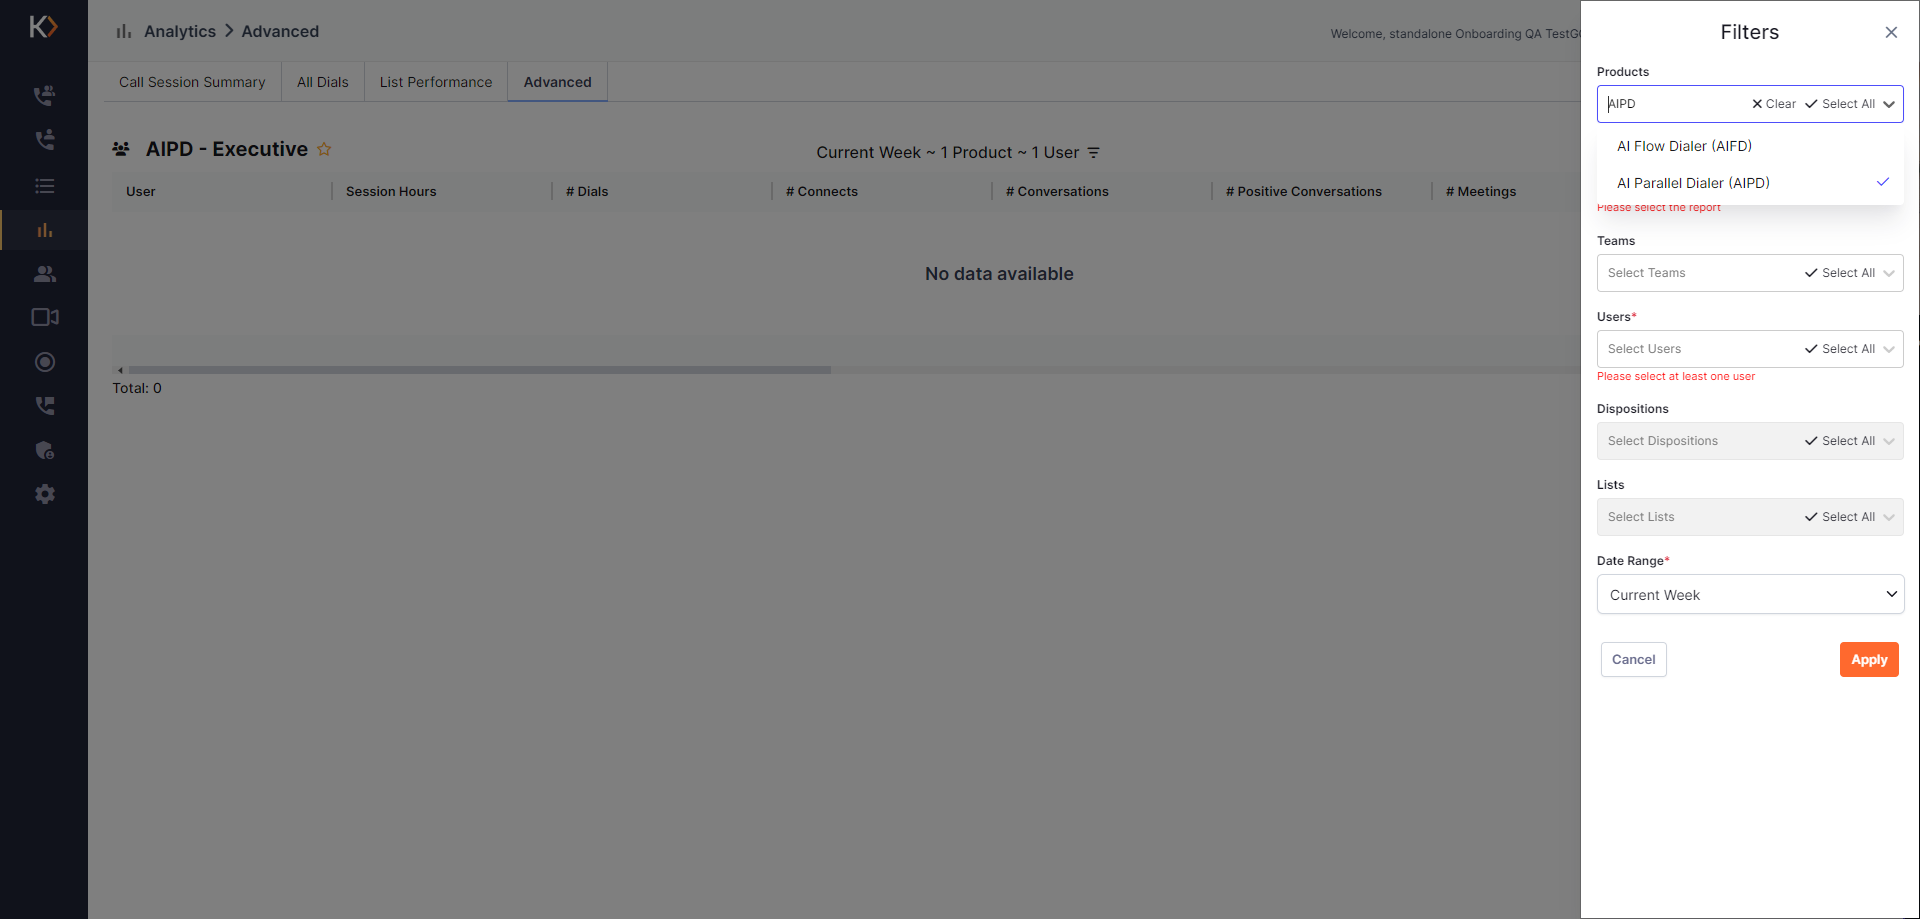 Analytics > Advanced
Welcome, standalone Onboarding QA TestG
Call Session Summary
All Dials
List Performance
Advanced
AIPD - Executive
Current Week ~ 1 Product ~ 1 User
User
Session Hours
# Dials
# Connects
# Conversations
# Positive Conversations
# Meetings
No data available
Total: 0
Filters
Products
AIPD
Clear
Select All
AI Flow Dialer (AIFD)
AI Parallel Dialer (AIPD)
Please select the report
Teams
Select Teams
Select All
Users*
Select Users
Select All
Please select at least one user
Dispositions
Select Dispositions
Select All
Lists
Select Lists
Select All
Date Range*
Current Week
Cancel
Apply